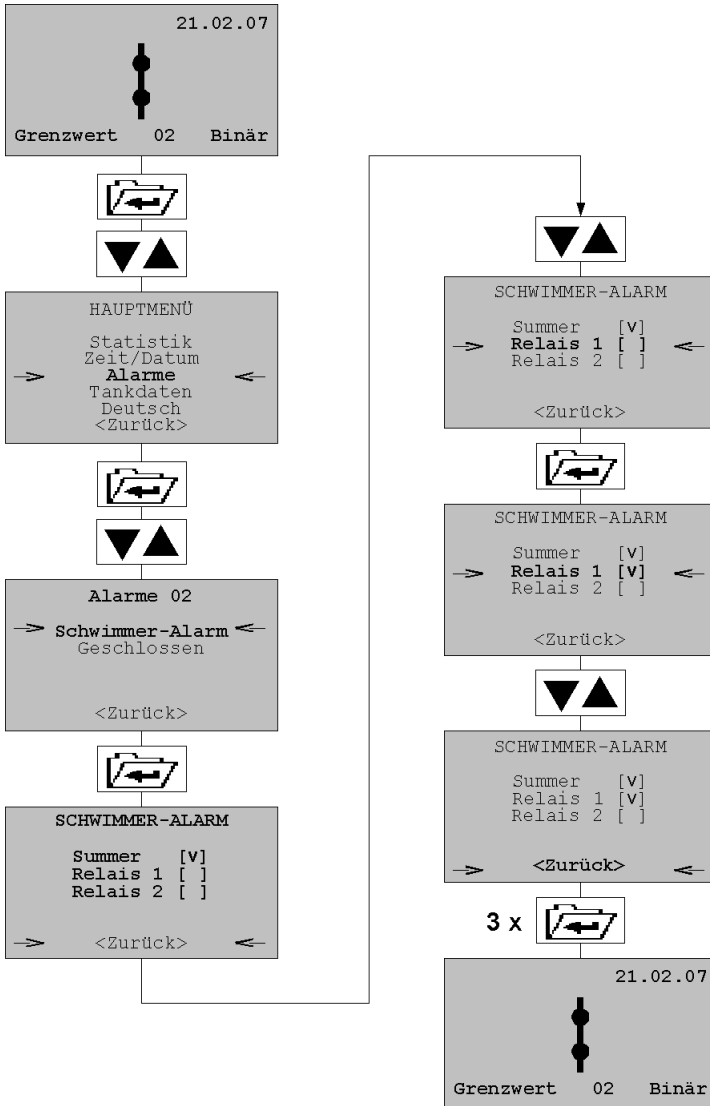 21.02.07
Grenzwert 02 Binär
HAUPTMENÜ
Statistik
Zeit/Datum
Alarme
Tankdaten
Deutsch
<Zurück>
Alarme 02
Schwimmer-Alarm
Geschlossen
<Zurück>
SCHWIMMER-ALARM
Summer [v]
Relais 1 [ ]
Relais 2 [ ]
<Zurück>
SCHWIMMER-ALARM
Summer [v]
Relais 1 [ ]
Relais 2 [ ]
<Zurück>
SCHWIMMER-ALARM
Summer [v]
Relais 1 [v]
Relais 2 [ ]
<Zurück>
SCHWIMMER-ALARM
Summer [v]
Relais 1 [v]
Relais 2 [ ]
<Zurück>
3 x
21.02.07
Grenzwert 02 Binär